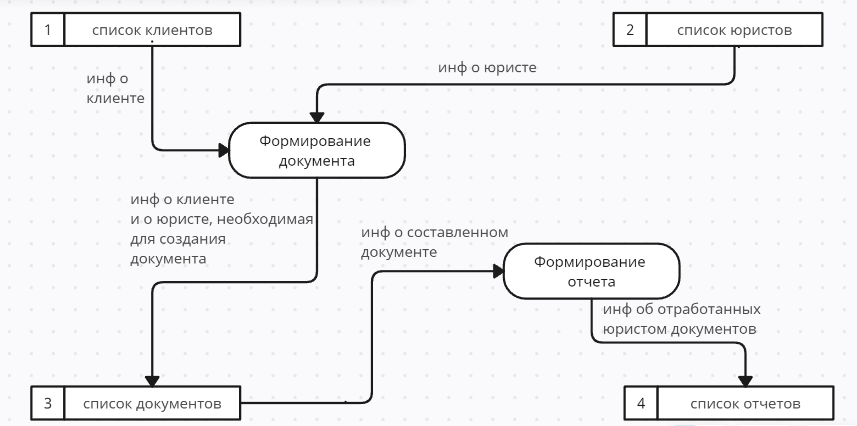 1 список клиентов
2 список юристов
инф о юристе
инф о
клиенте
Формирование
документа
инф о клиенте
и о юристе, необходимая
для создания
документа
инф о составленном
документе
Формирование
отчета
инф об отработанных
юристом документов
3 список документов
4 список отчетов